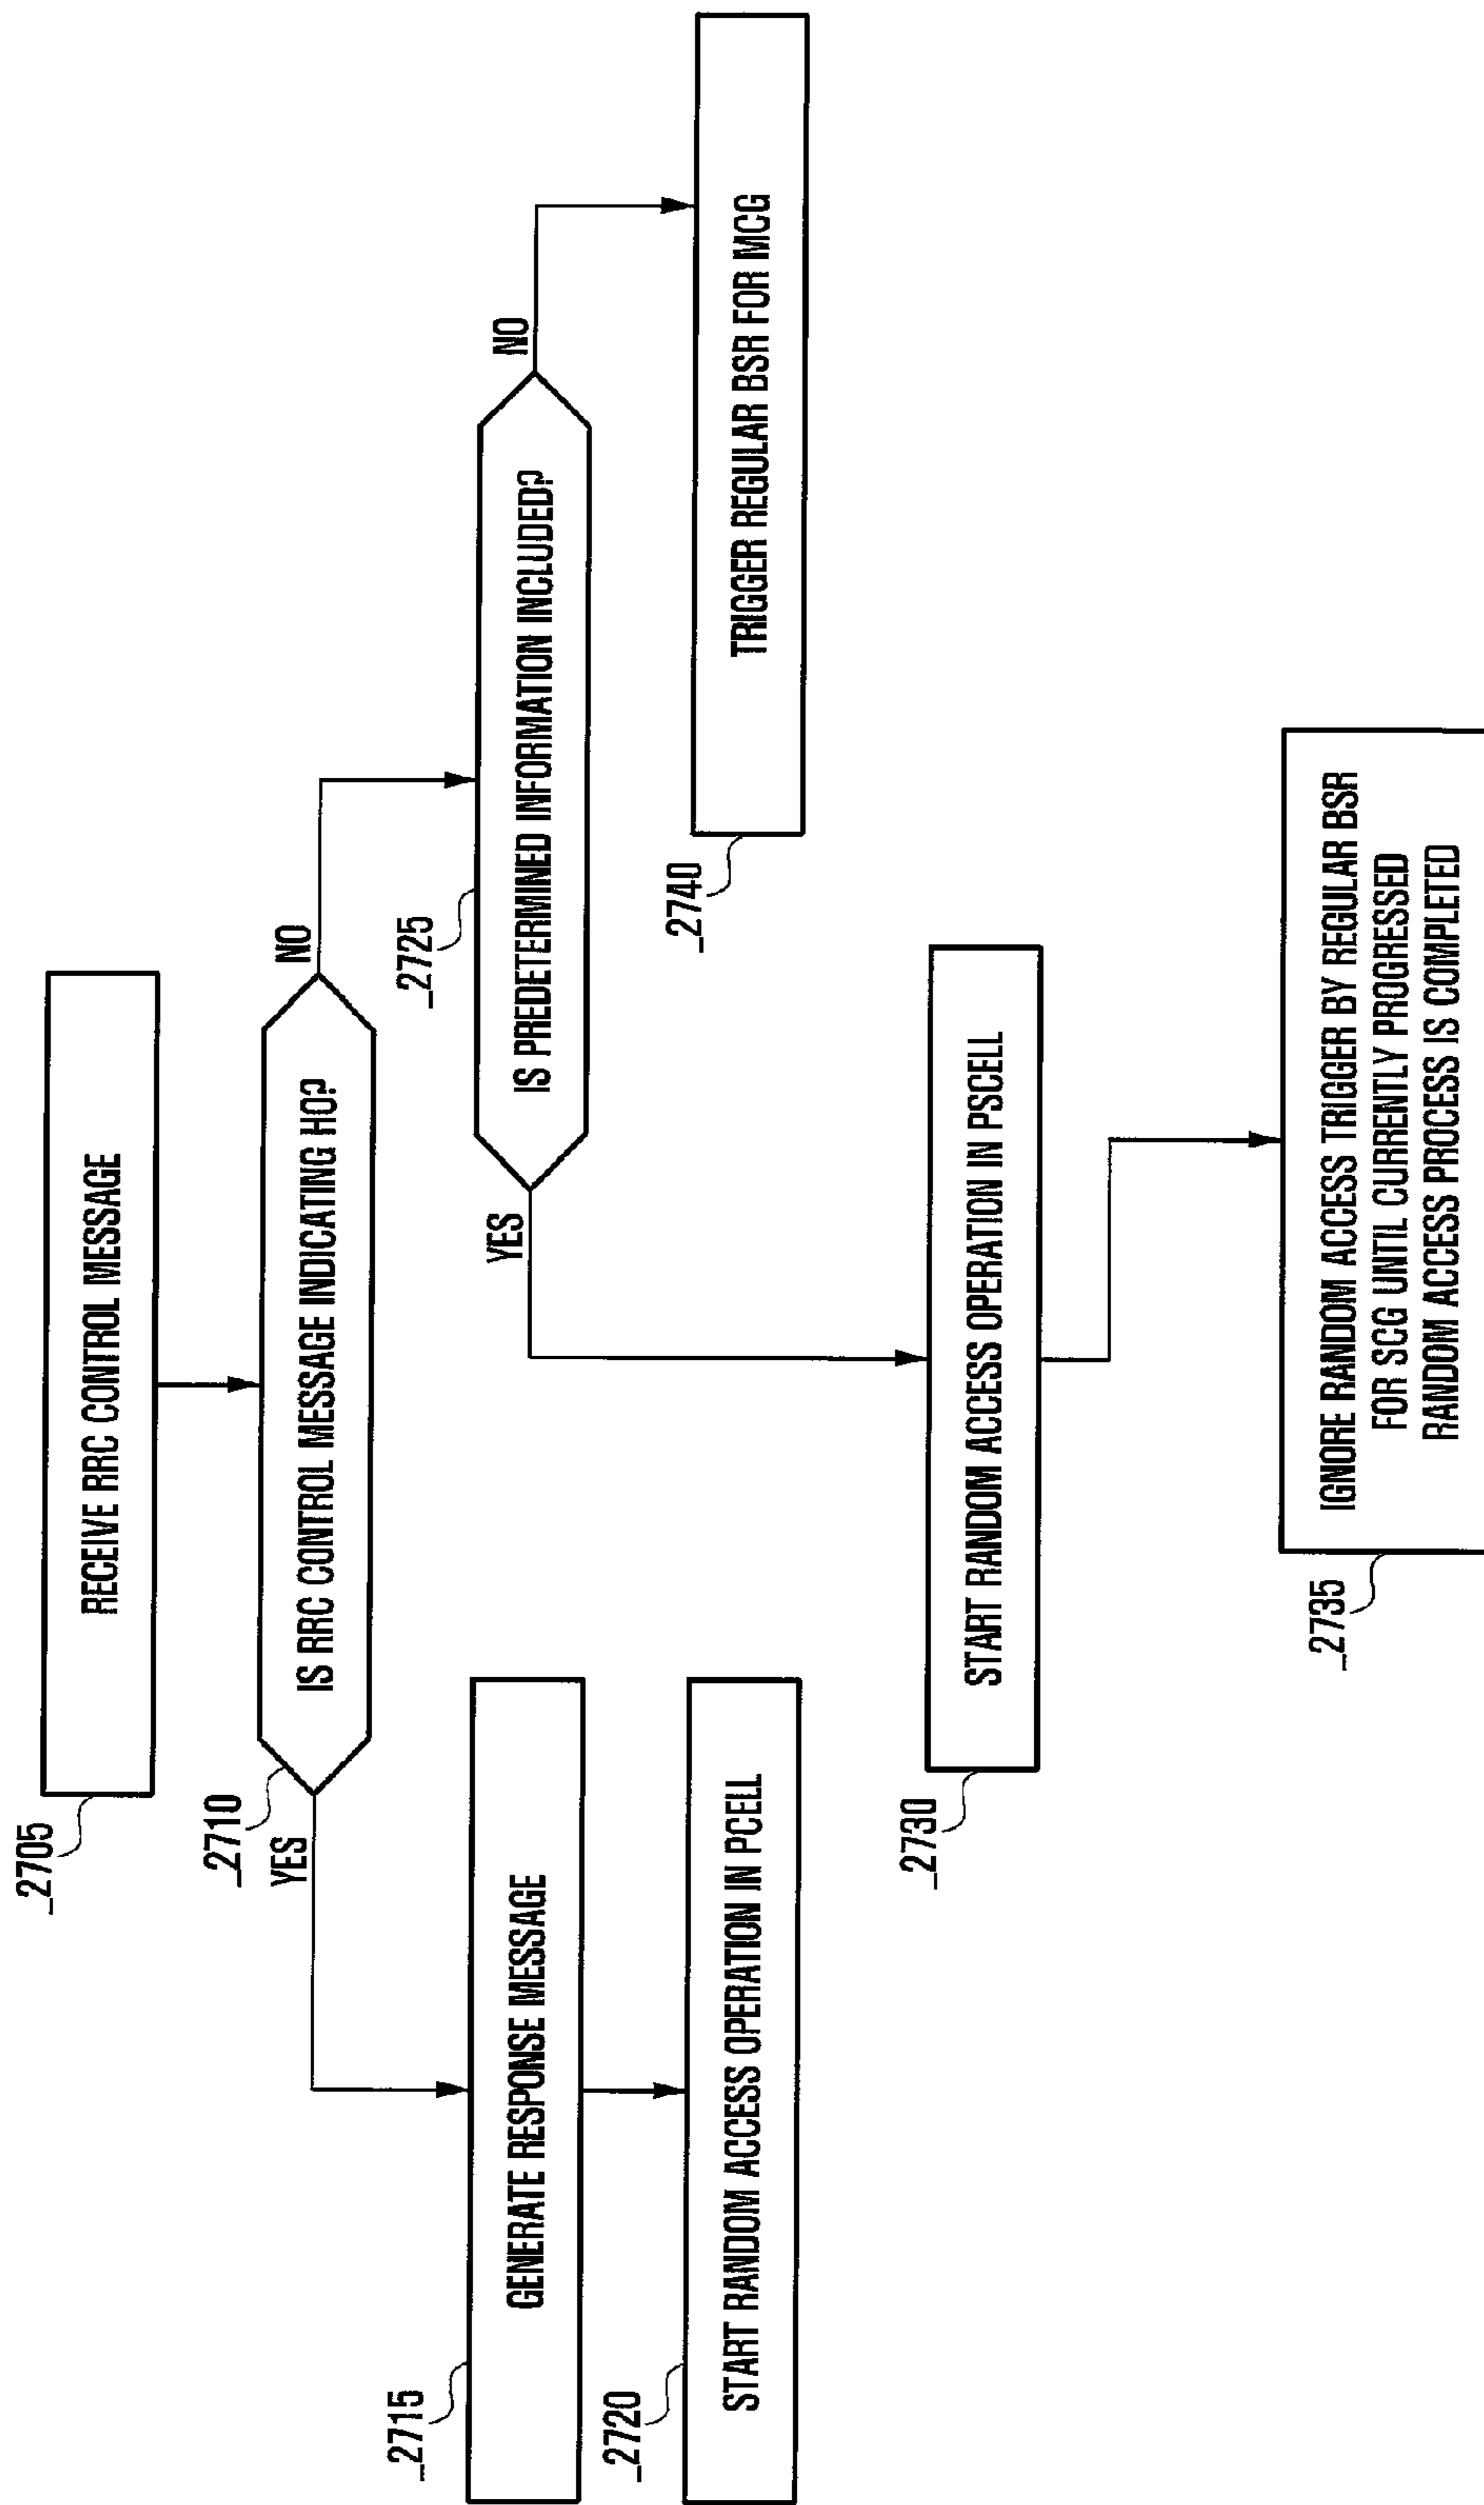 2705
RECEIVE RRC CONTROL MESSAGE
2710
IS RRC CONTROL MESSAGE INDICATING HO?
YES
NO
2715
GENERATE RESPONSE MESSAGE
2720
START RANDOM ACCESS OPERATION IN PCELL
2725
IS PREDETERMINED INFORMATION INCLUDED?
YES
NO
2740
TRIGGER REGULAR BSR FOR MCG
2730
START RANDOM ACCESS OPERATION IN PSCELL
2735
IGNORE RANDOM ACCESS TRIGGER BY REGULAR BSR
FOR SCG UNTIL CURRENTLY PROGRESSED
RANDOM ACCESS PROCESS IS COMPLETED